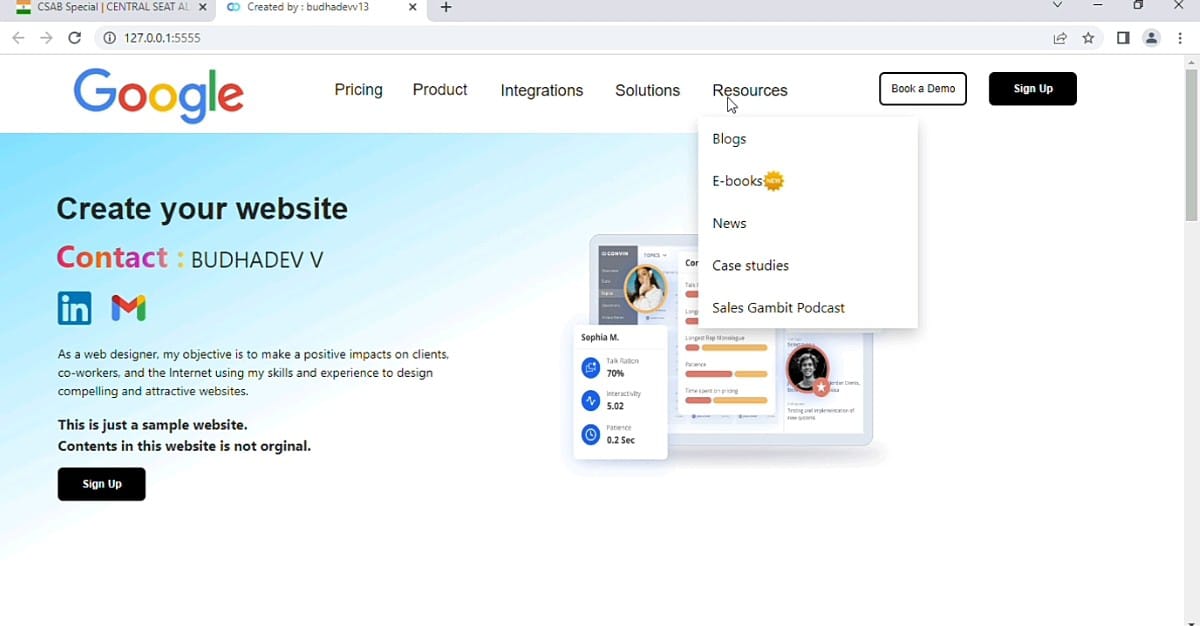 CSAB Special | CENTRAL SEAT AL
Created by : budhadevv13
127.0.0.1:5555
Google
Pricing
Product
Integrations
Solutions
Resources
Book a Demo
Sign Up
Blogs
E-books NEW
News
Case studies
Sales Gambit Podcast
Create your website
Contact : BUDHADEV V
in
As a web designer, my objective is to make a positive impacts on clients,
co-workers, and the Internet using my skills and experience to design
compelling and attractive websites.
This is just a sample website.
Contents in this website is not orginal.
Sign Up
CONVIN
TOPICS
Longest Rep Monologue
Patience
Time spent on pricing
Sophia M.
Talk Ration
70%
Interactivity
5.02
Patience
0.2 Sec
Testing and implementation of
new systems